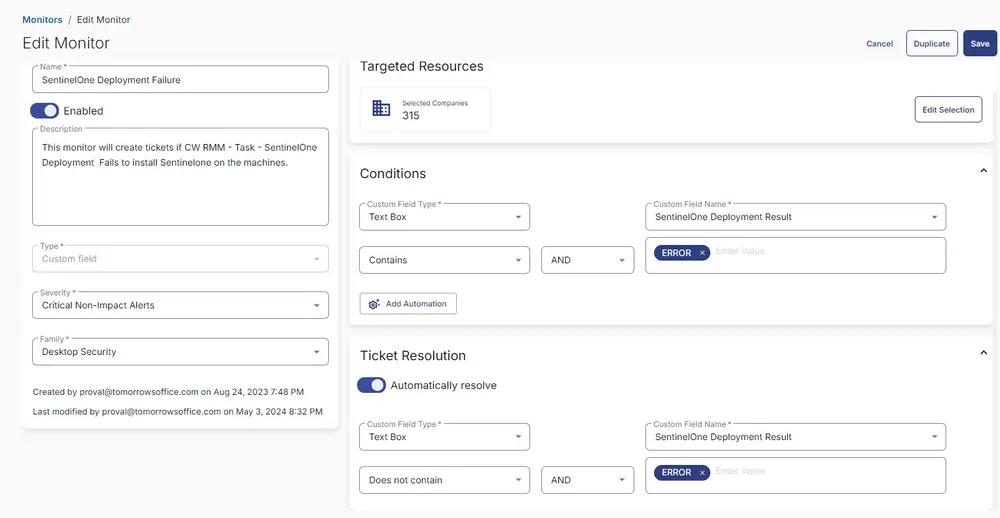 Monitors / Edit Monitor
Edit Monitor
Cancel
Duplicate
Save
Name *
SentinelOne Deployment Failure
Enabled
Description
This monitor will create tickets if CW RMM - Task - SentinelOne
Deployment Fails to install Sentinelone on the machines.
Type *
Custom field
Severity *
Critical Non-Impact Alerts
Family *
Desktop Security
Created by proval@tomorrowsoffice.com on Aug 24, 2023 7:48 PM
Last modified by proval@tomorrowsoffice.com on May 3, 2024 8:32 PM
Targeted Resources
Selected Companies
315
Edit Selection
Conditions
Custom Field Type *
Text Box
Custom Field Name *
SentinelOne Deployment Result
Contains
AND
ERROR × Enter Value
Add Automation
Ticket Resolution
Automatically resolve
Custom Field Type *
Text Box
Custom Field Name *
SentinelOne Deployment Result
Does not contain
AND
ERROR × Enter Value